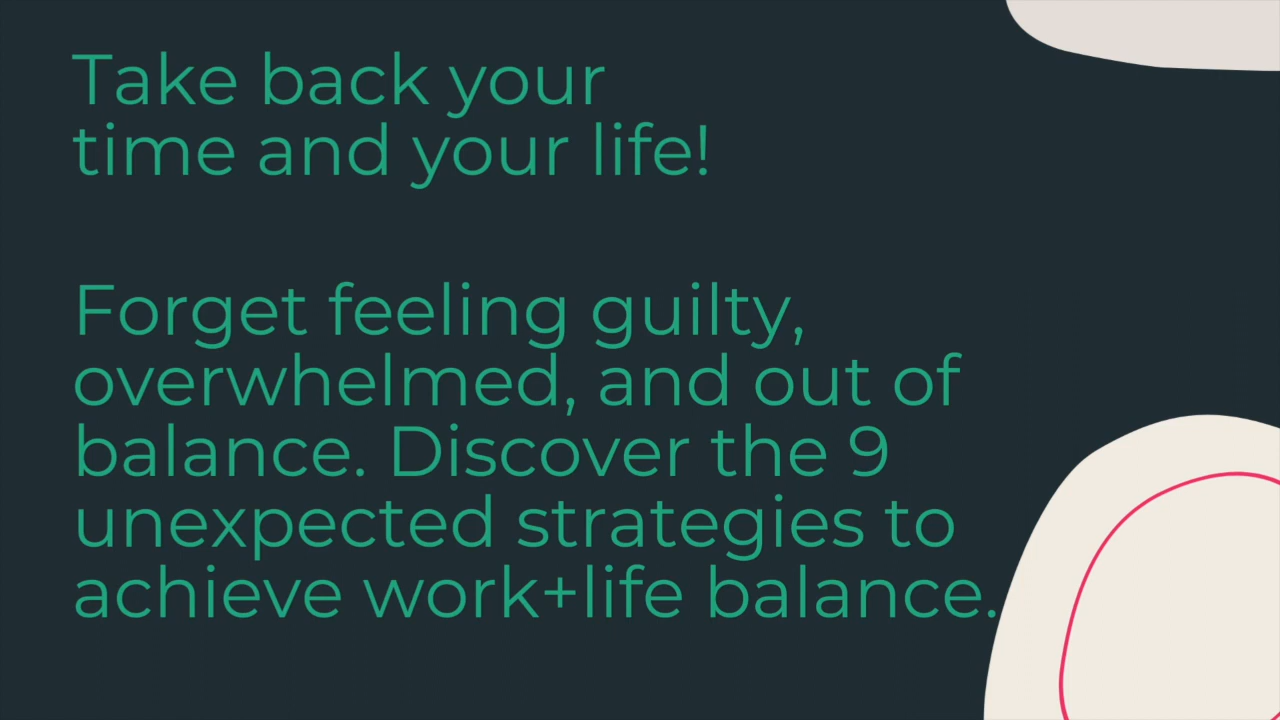 Take back your
time and your life!
Forget feeling guilty,
overwhelmed, and out of
balance. Discover the 9
unexpected strategies to
achieve work+life balance.